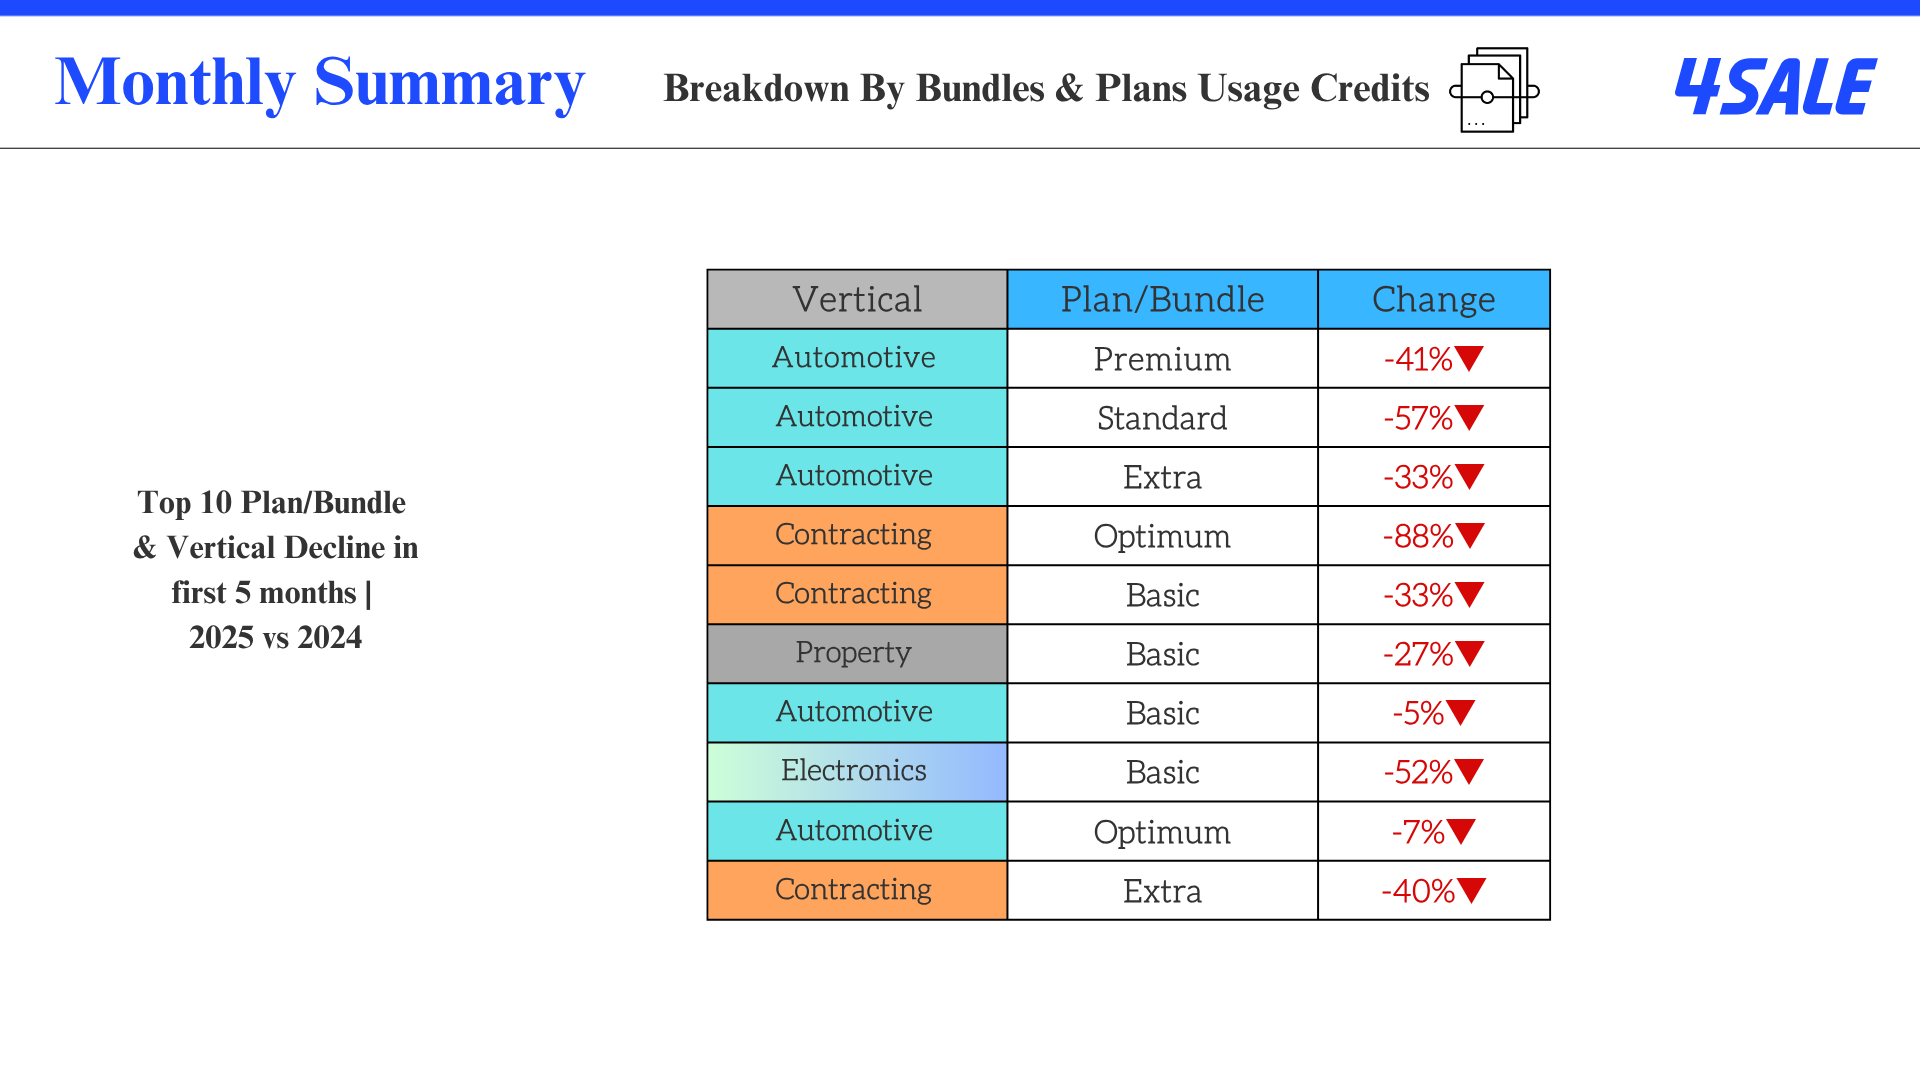 Monthly Summary
Breakdown By Bundles & Plans Usage Credits
4SALE
Top 10 Plan/Bundle
& Vertical Decline in
first 5 months |
2025 vs 2024
Vertical Plan/Bundle Change
Automotive Premium -41%▼
Automotive Standard -57%▼
Automotive Extra -33%▼
Contracting Optimum -88%▼
Contracting Basic -33%▼
Property Basic -27%▼
Automotive Basic -5%▼
Electronics Basic -52%▼
Automotive Optimum -7%▼
Contracting Extra -40%▼